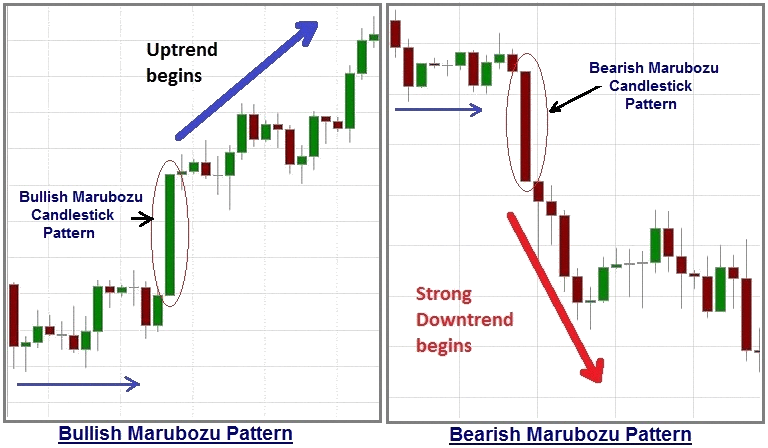 Uptrend
begins
Bullish Marubozu
Candlestick
Pattern
Bullish Marubozu Pattern
Bearish Marubozu
Candlestick
Pattern
Strong
Downtrend
begins
Bearish Marubozu Pattern